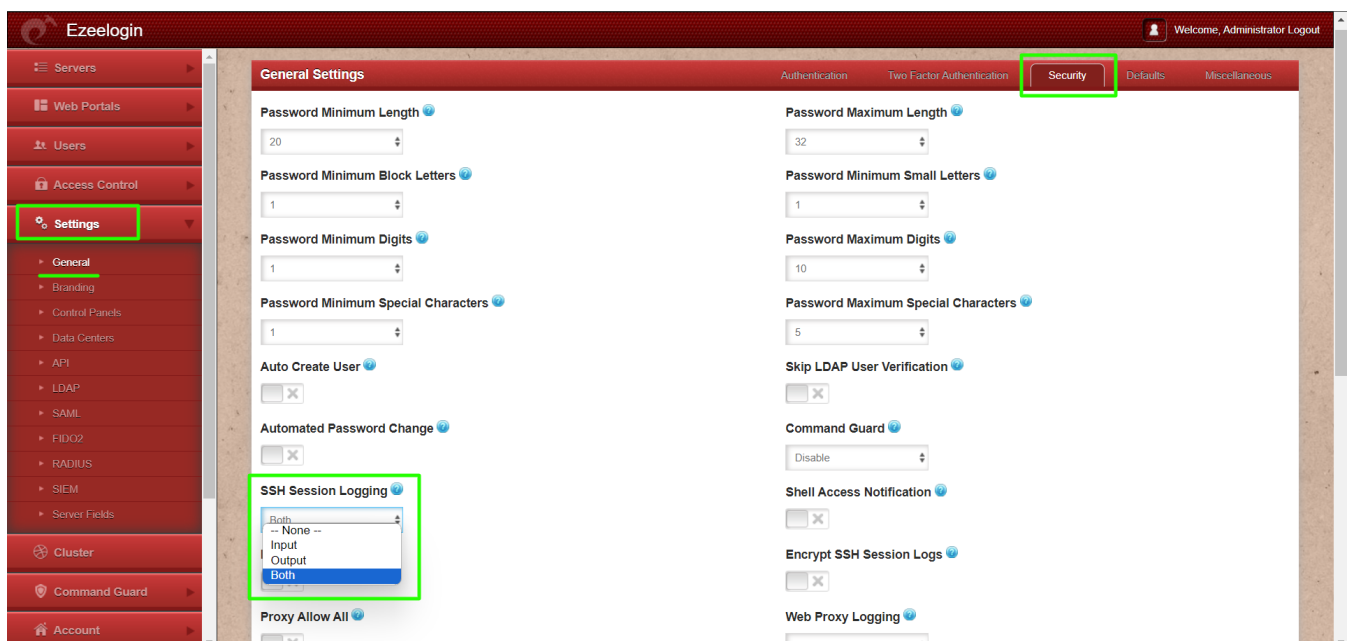 Ezeelogin
Welcome, Administrator Logout
Servers
Web Portals
Users
Access Control
Settings
General
Branding
Control Panels
Data Centers
API
LDAP
SAML
FIDO2
RADIUS
SIEM
Server Fields
Cluster
Command Guard
Account
General Settings
Authentication
Two Factor Authentication
Security
Defaults
Miscellaneous
Password Minimum Length
Password Maximum Length
20
32
Password Minimum Block Letters
Password Minimum Small Letters
1
1
Password Minimum Digits
Password Maximum Digits
1
10
Password Minimum Special Characters
Password Maximum Special Characters
1
5
Auto Create User
Skip LDAP User Verification
Automated Password Change
Command Guard
Disable
SSH Session Logging
Shell Access Notification
Both
-- None --
Input
Output
Both
Encrypt SSH Session Logs
Proxy Allow All
Web Proxy Logging